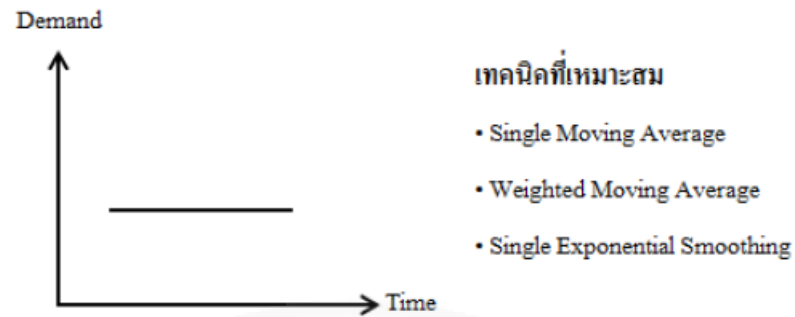 Demand
เทคนิคที่เหมาะสม
• Single Moving Average
• Weighted Moving Average
• Single Exponential Smoothing
Time